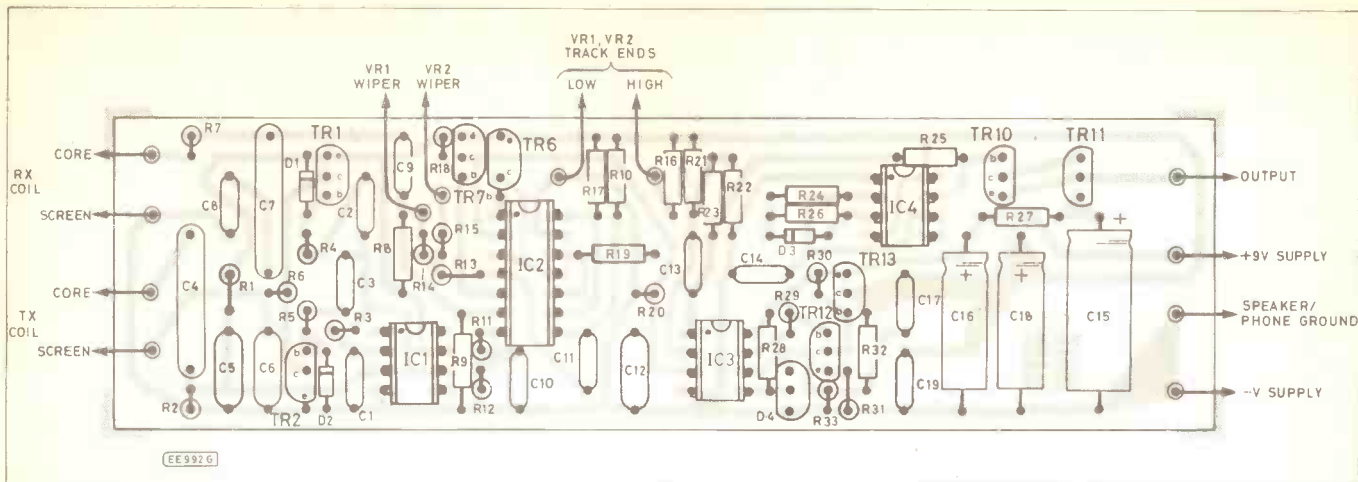 VR1, VR2
TRACK ENDS
VR1
WIPER
VR2
WIPER
LOW
HIGH
RX
COIL
CORE
SCREEN
TX
COIL
CORE
SCREEN
OUTPUT
+9V SUPPLY
SPEAKER/
PHONE GROUND
-V SUPPLY
R7
C8
C7
D1
TR1
e
c
b
C2
C9
R18
d
c
b
TR7
b
TR6
c
R17
R10
R16
R21
R23
R22
R24
R26
D3
R25
IC4
TR10
b
c
e
TR11
R27
C4
R1
R6
R4
C3
R8
R14
R15
R13
IC2
R19
R20
C13
C14
R30
TR13
C17
C16
+
C18
+
C15
+
R2
C5
C6
R5
R3
TR2
b
c
e
D2
C1
IC1
R9
R11
R12
C10
C11
C12
IC3
R28
R29
TR12
b
c
e
D4
R33
R31
R32
C19
EE992G